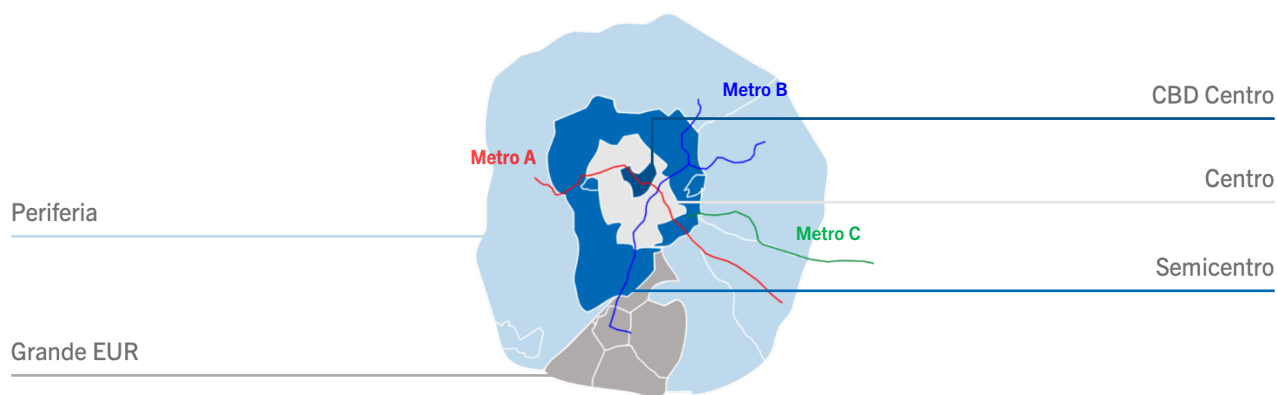 Metro B
CBD Centro
Metro A
Centro
Periferia
Metro C
Semicentro
Grande EUR